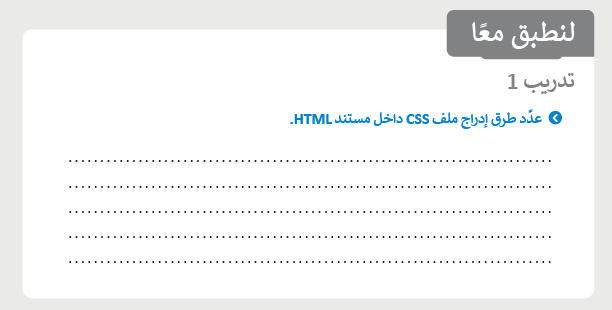 لنطبق معًا
تدريب 1
عدّد طرق إدراج ملف CSS داخل مستند HTML.